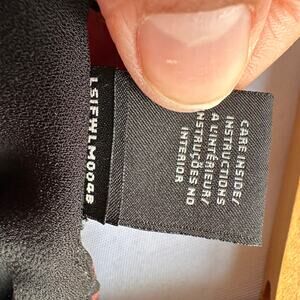 CARE INSIDE/
INSTRUCTIONS
A L'INTÉRIEUR/
INSTRUÇÕES NO
INTERIOR